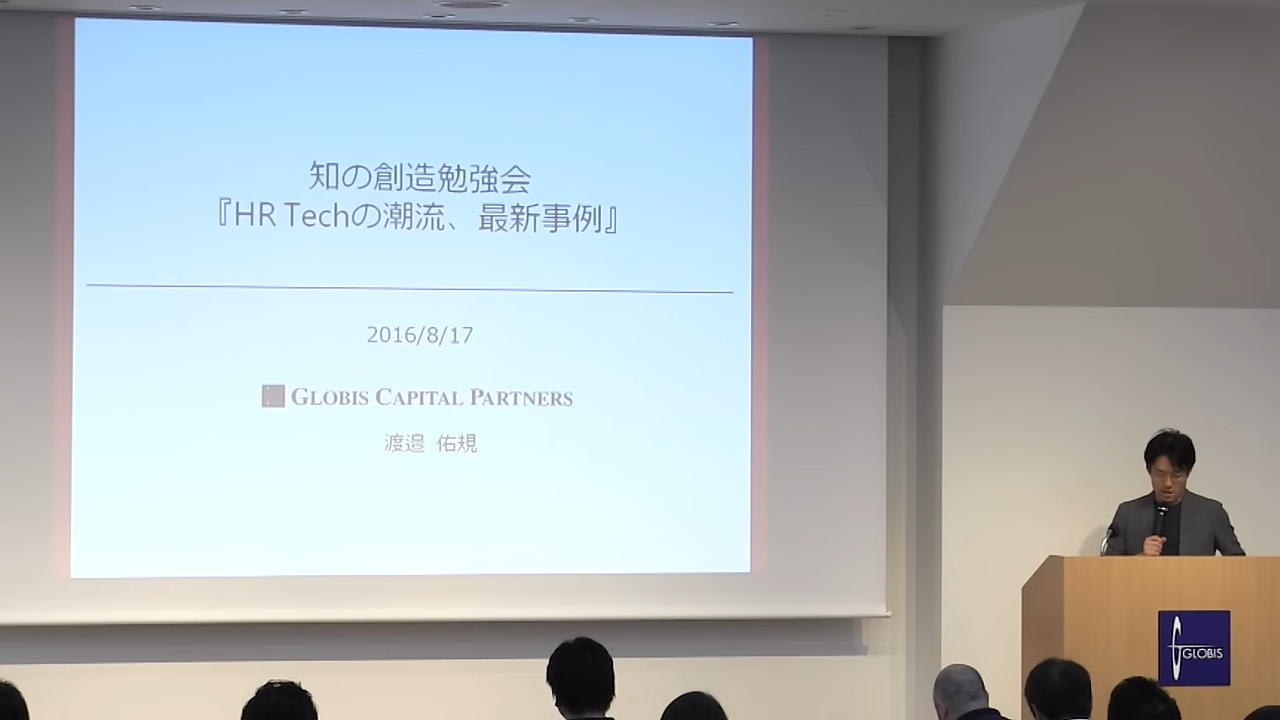 知の創造勉強会
『HR Techの潮流、最新事例』
2016/8/17
GLOBIS CAPITAL PARTNERS
渡邉 佑規
GLOBIS